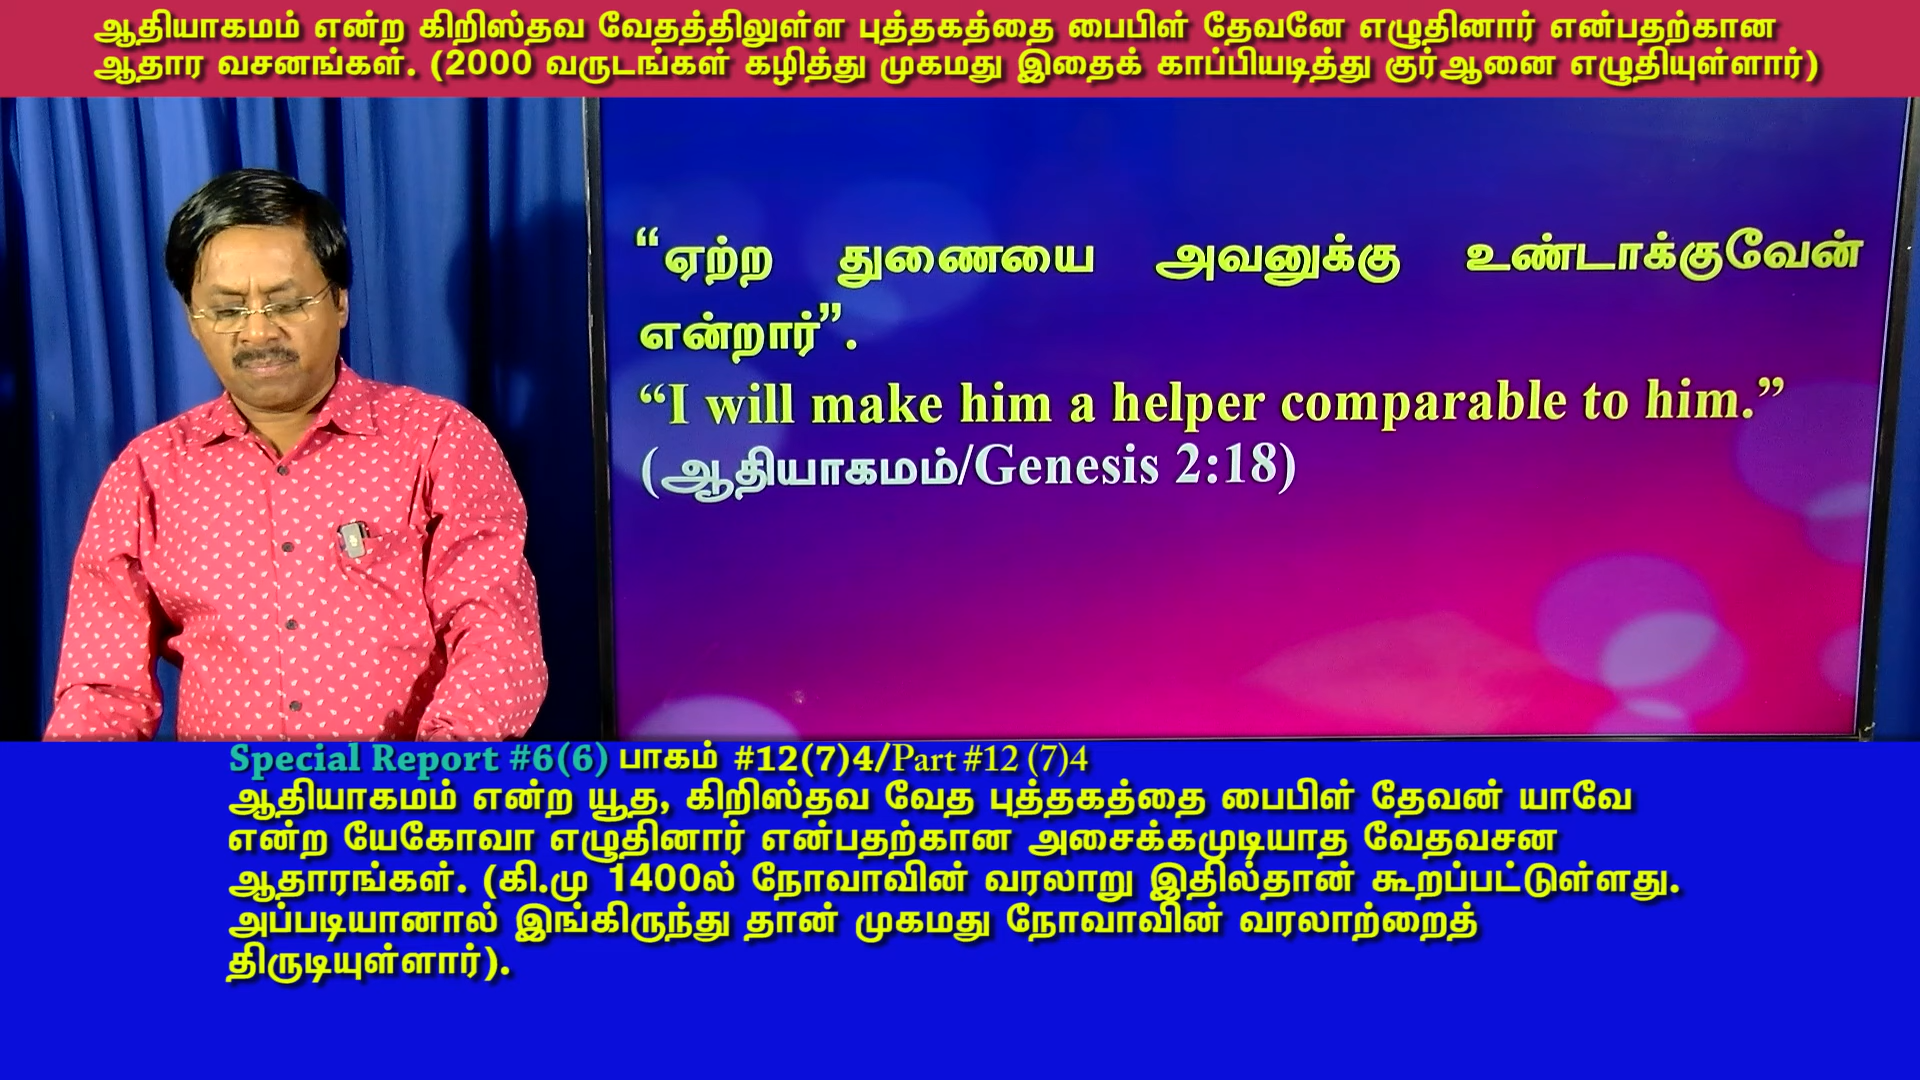 ஆதியாகமம் என்ற கிறிஸ்தவ வேதத்திலுள்ள புத்தகத்தை பைபிள் தேவனே எழுதினார் என்பதற்கான
ஆதார வசனங்கள். (2000 வருடங்கள் கழித்து முகமது இதைக் காப்பியடித்து குர்ஆனை எழுதியுள்ளார்)
“ஏற்ற துணையை அவனுக்கு உண்டாக்குவேன்
என்றார்”.
“I will make him a helper comparable to him.”
(ஆதியாகமம்/Genesis 2:18)
Special Report #6(6) பாகம் #12(7)4/Part #12 (7)4
ஆதியாகமம் என்ற யூத, கிறிஸ்தவ வேத புத்தகத்தை பைபிள் தேவன் யாவே
என்ற யேகோவா எழுதினார் என்பதற்கான அசைக்கமுடியாத வேதவசன
ஆதாரங்கள். (கி.மு 1400ல் நோவாவின் வரலாறு இதில்தான் கூறப்பட்டுள்ளது.
அப்படியானால் இங்கிருந்து தான் முகமது நோவாவின் வரலாற்றைத்
திருடியுள்ளார்).